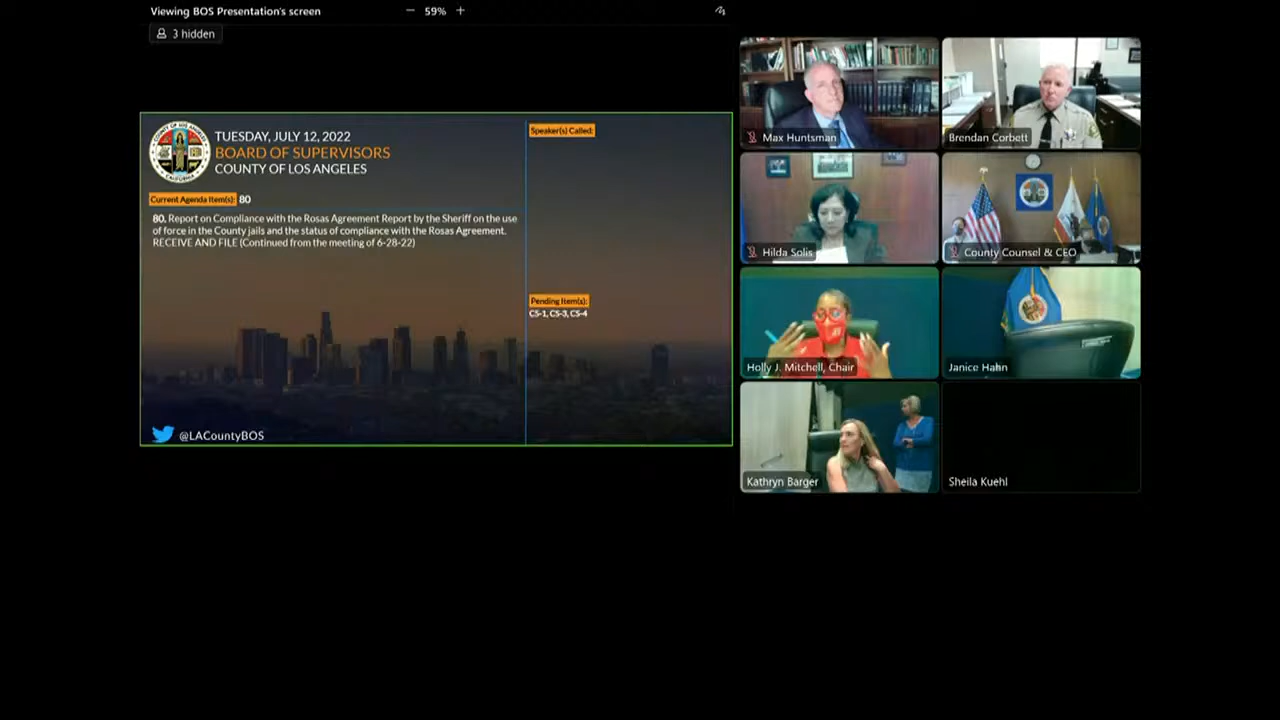 Viewing BOS Presentation's screen
59%
3 hidden
TUESDAY, JULY 12, 2022
BOARD OF SUPERVISORS
COUNTY OF LOS ANGELES
Current Agenda Item(s): 80
80. Report on Compliance with the Rosas Agreement Report by the Sheriff on the use
of force in the County jails and the status of compliance with the Rosas Agreement.
RECEIVE AND FILE (Continued from the meeting of 6-28-22)
@LACountyBOS
Speaker(s) Called:
Pending Item(s):
CS-1, CS-3, CS-4
Max Huntsman
Brendan Corbett
Hilda Solis
County Counsel & CEO
Holly J. Mitchell, Chair
Janice Hahn
Kathryn Barger
Sheila Kuehl